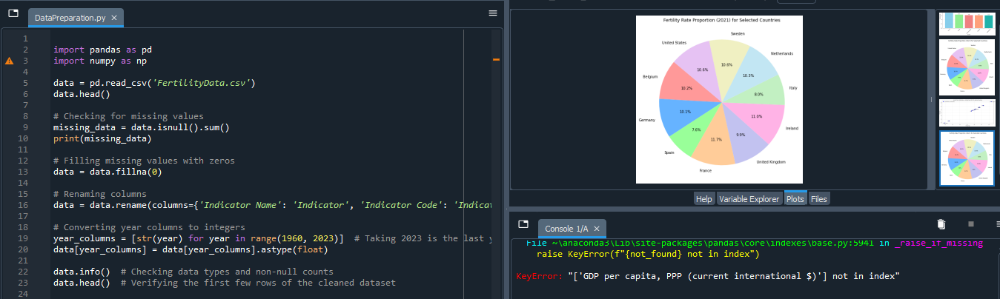 DataPreparation.py
1
2 import pandas as pd
3 import numpy as np
4
5 data = pd.read_csv('FertilityData.csv')
6 data.head()
7
8 # Checking for missing values
9 missing_data = data.isnull().sum()
10 print(missing_data)
11
12 # Filling missing values with zeros
13 data = data.fillna(0)
14
15 # Renaming columns
16 data = data.rename(columns={'Indicator Name': 'Indicator', 'Indicator Code': 'Indicat
17
18 # Converting year columns to integers
19 year_columns = [str(year) for year in range(1960, 2023)]  # Taking 2023 is the last y
20 data[year_columns] = data[year_columns].astype(float)
21
22 data.info()  # Checking data types and non-null counts
23 data.head()  # Verifying the first few rows of the cleaned dataset
24
Fertility Rate Proportion (2021) for Selected Countries
Sweden
United States
Netherlands
10.6%
10.6%
10.3%
Belgium
Italy
10.2%
8.0%
10.1%
11.0%
Germany
Ireland
7.6%
9.9%
11.7%
Spain
United Kingdom
France
Help Variable Explorer Plots Files
Console 1/A
File ~\anaconda3\Lib\site-packages\pandas\core\indexes\base.py:5941 in _raise_if_missing
raise KeyError(f"{not_found} not in index")
KeyError: "['GDP per capita, PPP (current international $)'] not in index"